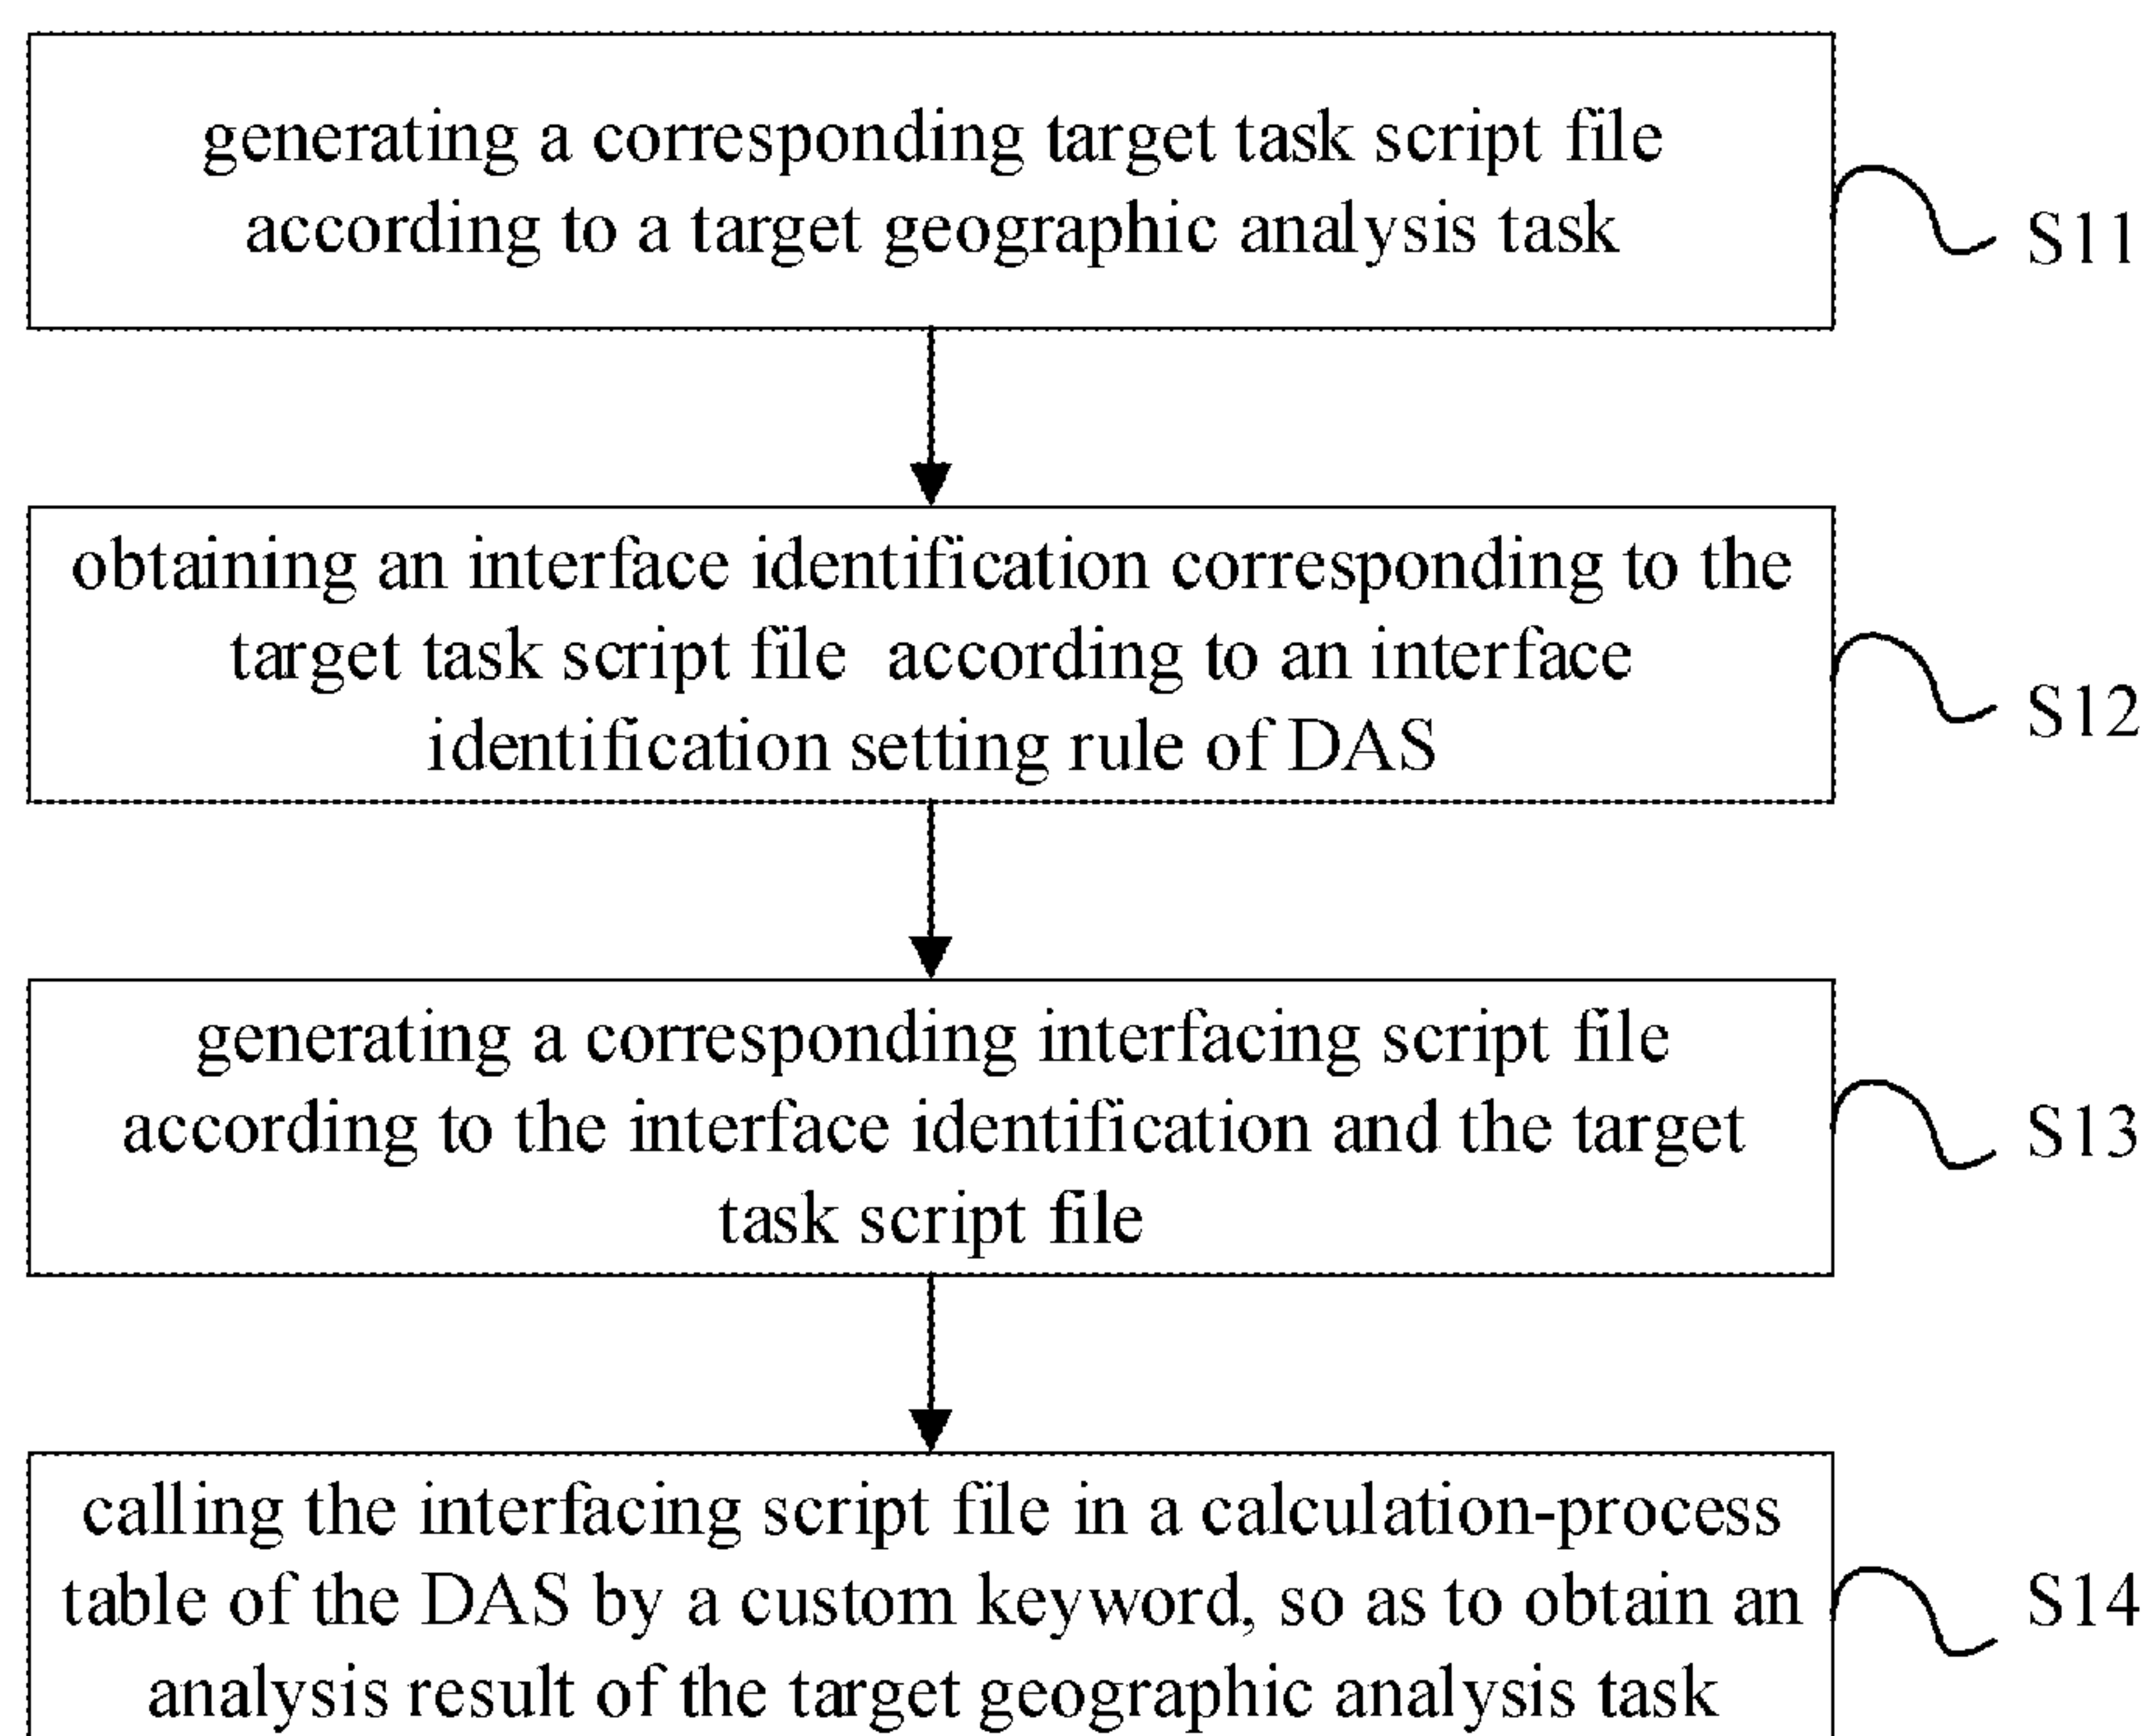 generating a corresponding target task script file
according to a target geographic analysis task
S11
obtaining an interface identification corresponding to the
target task script file according to an interface
identification setting rule of DAS
S12
generating a corresponding interfacing script file
according to the interface identification and the target
task script file
S13
calling the interfacing script file in a calculation-process
table of the DAS by a custom keyword, so as to obtain an
analysis result of the target geographic analysis task
S14